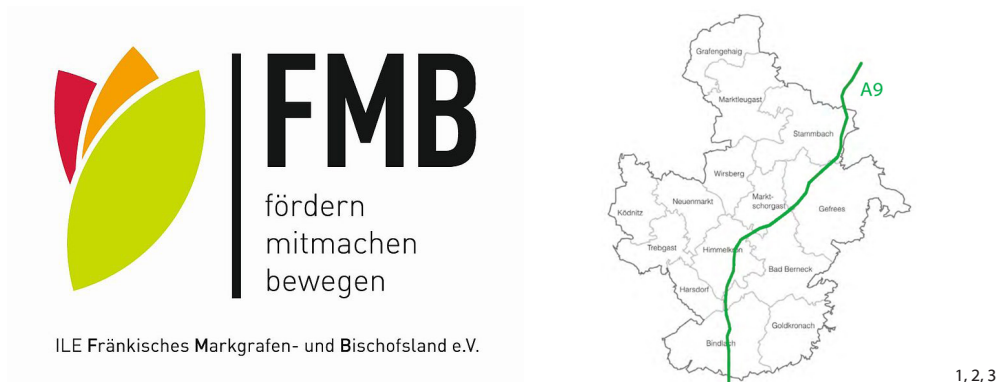 FMB
fördern
mitmachen
bewegen
ILE Fränkisches Markgrafen- und Bischofsland e.V.
Grafengehaig
A9
Marktleugast
Stammbach
Wirsberg
Neuenmarkt
Markt-
schorgast
Ködnitz
Gefrees
Trebgast
Himmelkron
Bad Berneck
Harsdorf
Goldkronach
Bindlach
1, 2, 3